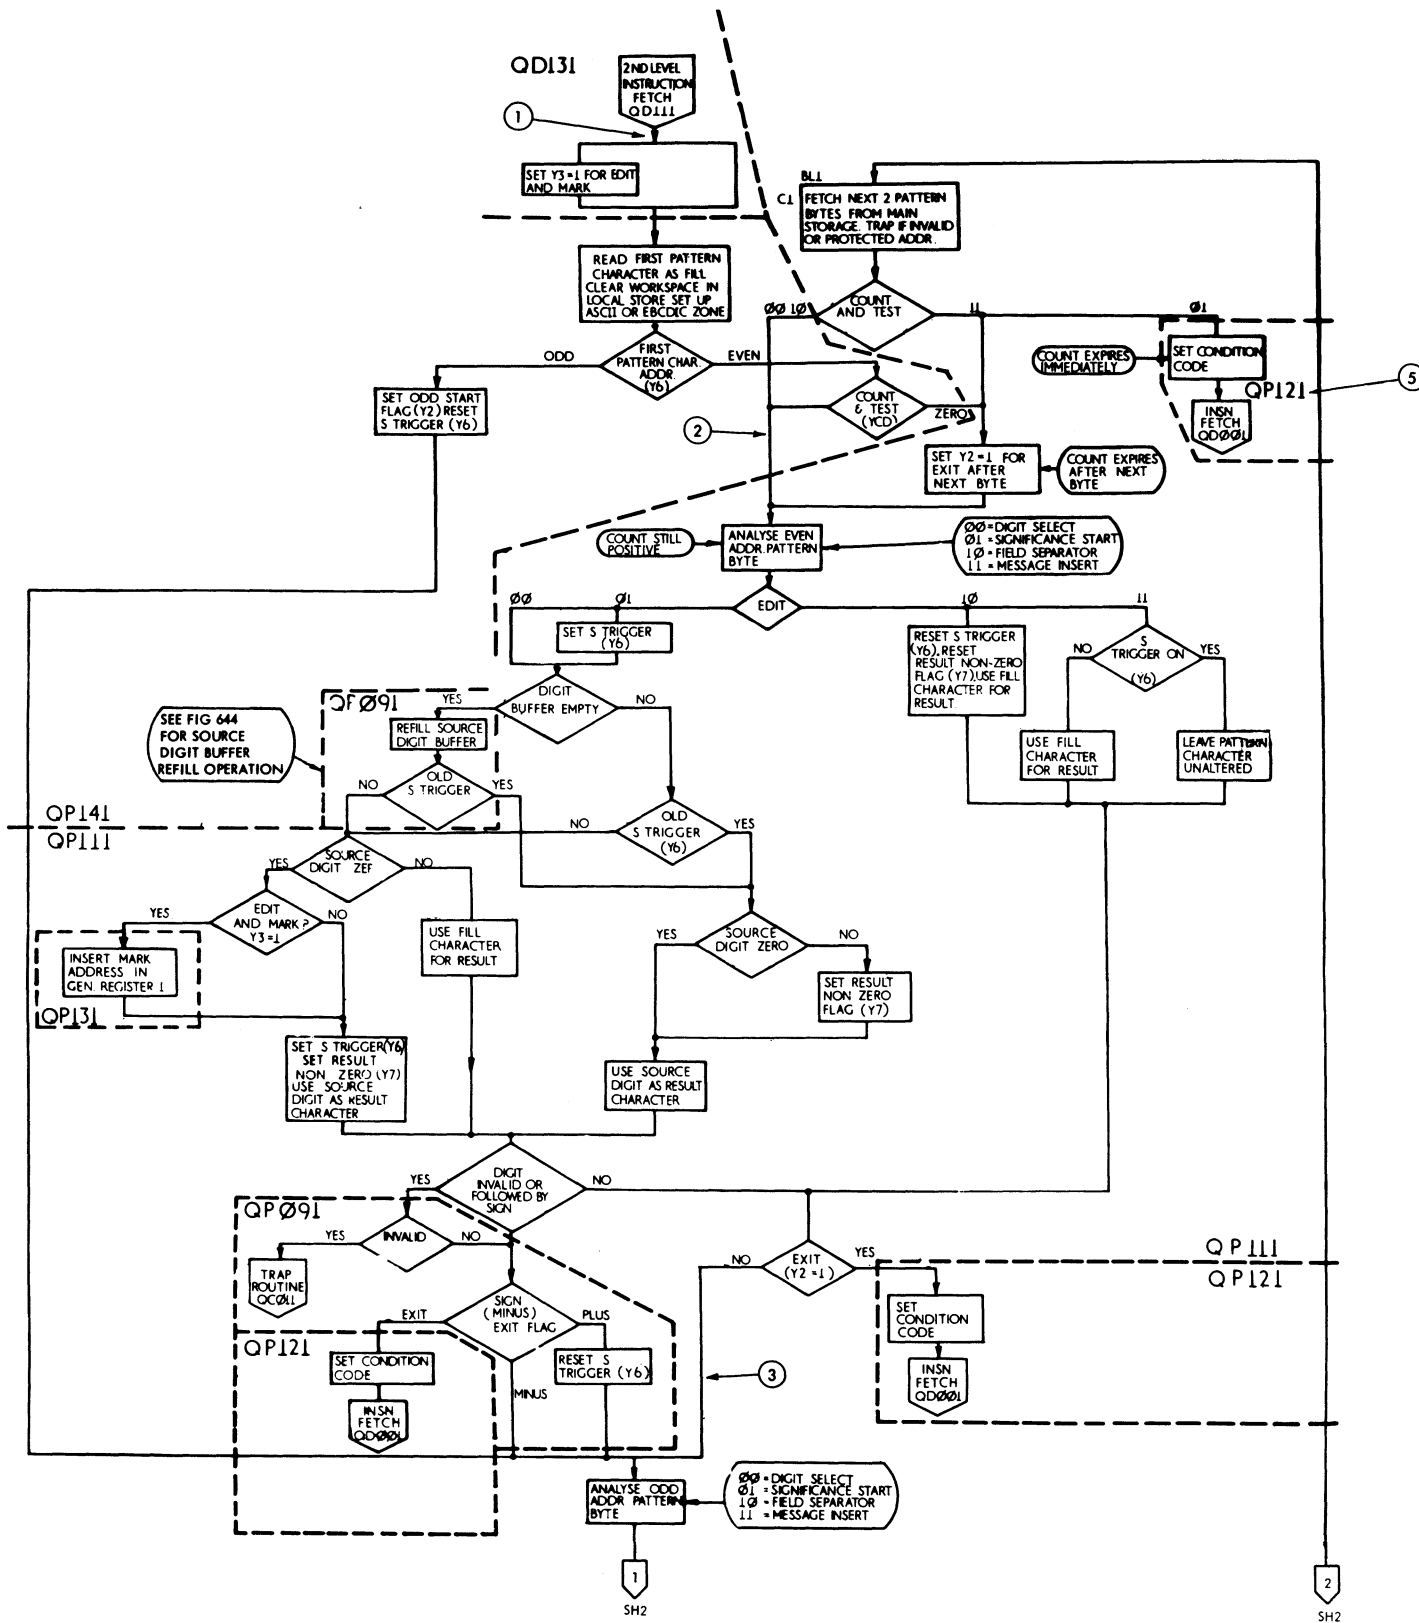 QD131
2ND LEVEL
INSTRUCTION
FETCH
QD111
1
SET Y3=1 FOR EDIT
AND MARK
BL1
C1
FETCH NEXT 2 PATTERN
BYTES FROM MAIN
STORAGE. TRAP IF INVALID
OR PROTECTED ADDR.
READ FIRST PATTERN
CHARACTER AS FILL
CLEAR WORKSPACE IN
LOCAL STORE SET UP
ASCII OR EBCDIC ZONE
COUNT
AND TEST
ØØ 1Ø
11
Ø1
SET CONDITION
CODE
COUNT EXPIRES
IMMEDIATELY
QP121
5
INSN
FETCH
QDØØ1
ODD
FIRST
PATTERN CHAR.
ADDR.
(Y6)
EVEN
SET ODD START
FLAG (Y2) RESET
S TRIGGER (Y6)
COUNT
& TEST
(YCD)
ZERO
2
SET Y2=1 FOR
EXIT AFTER
NEXT BYTE
COUNT EXPIRES
AFTER NEXT
BYTE
COUNT STILL
POSITIVE
ANALYSE EVEN
ADDR. PATTERN
BYTE
ØØ = DIGIT SELECT
Ø1 = SIGNIFICANCE START
1Ø = FIELD SEPARATOR
11 = MESSAGE INSERT
EDIT
ØØ
Ø1
1Ø
11
SET S TRIGGER
(Y6)
RESET S TRIGGER
(Y6), RESET
RESULT NON-ZERO
FLAG (Y7), USE FILL
CHARACTER FOR
RESULT.
NO
S
TRIGGER ON
(Y6)
YES
QFØ91
YES
DIGIT
BUFFER EMPTY
NO
SEE FIG 644
FOR SOURCE
DIGIT BUFFER
REFILL OPERATION
REFILL SOURCE
DIGIT BUFFER
USE FILL
CHARACTER
FOR RESULT
LEAVE PATTERN
CHARACTER
UNALTERED
NO
OLD
S TRIGGER
YES
QP141
QP111
NO
OLD
S TRIGGER
(Y6)
YES
YES
SOURCE
DIGIT ZER
NO
YES
EDIT
AND MARK?
Y3=1
NO
USE FILL
CHARACTER
FOR RESULT
YES
SOURCE
DIGIT ZERO
NO
INSERT MARK
ADDRESS IN
GEN. REGISTER 1
QP131
SET RESULT
NON ZERO
FLAG (Y7)
SET S TRIGGER (Y6)
SET RESULT
NON ZERO (Y7)
USE SOURCE
DIGIT AS RESULT
CHARACTER
USE SOURCE
DIGIT AS RESULT
CHARACTER
YES
DIGIT
INVALID OR
FOLLOWED BY
SIGN
NO
QPØ91
YES
INVALID
NO
TRAP
ROUTINE
QCØ11
NO
EXIT
(Y2=1)
YES
QP111
QP121
EXIT
SIGN
(MINUS)
EXIT FLAG
PLUS
SET
CONDITION
CODE
QP121
SET CONDITION
CODE
RESET S
TRIGGER (Y6)
3
INSN
FETCH
QDØØ1
MINUS
INSN
FETCH
QDØØ1
ANALYSE ODD
ADDR PATTERN
BYTE
ØØ = DIGIT SELECT
Ø1 = SIGNIFICANCE START
1Ø = FIELD SEPARATOR
11 = MESSAGE INSERT
1
SH2
2
SH2